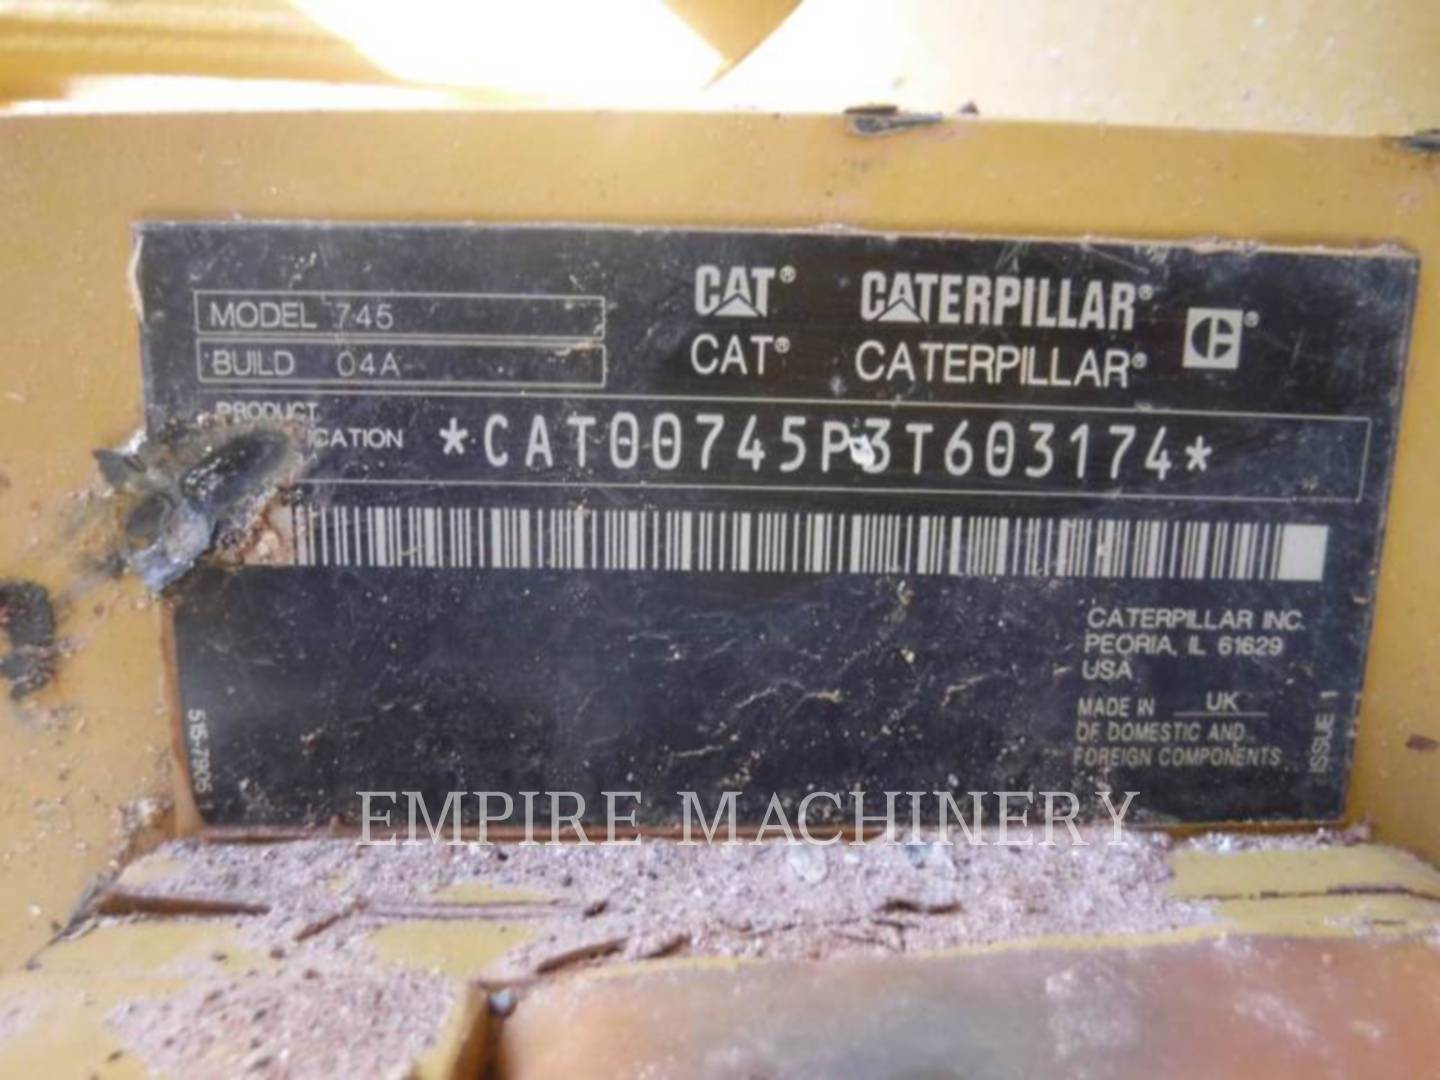 MODEL 745
BUILD 04A
CAT® CATERPILLAR®
CAT® CATERPILLAR®
PRODUCT
*CAT00745P3T603174*
CATERPILLAR INC.
PEORIA, IL 61629
USA
MADE IN UK
OF DOMESTIC AND
FOREIGN COMPONENTS
ISSUE 1
EMPIRE MACHINERY